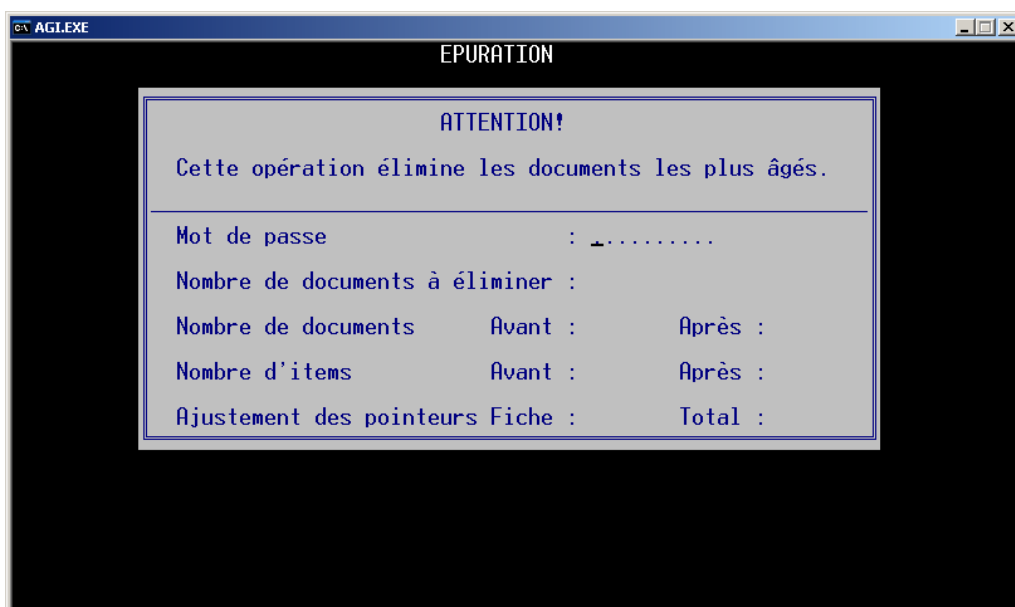 AGI.EXE
EPURATION
ATTENTION!
Cette opération élimine les documents les plus âgés.
Mot de passe : ..........
Nombre de documents à éliminer :
Nombre de documents Avant : Après :
Nombre d'items Avant : Après :
Ajustement des pointeurs Fiche : Total :